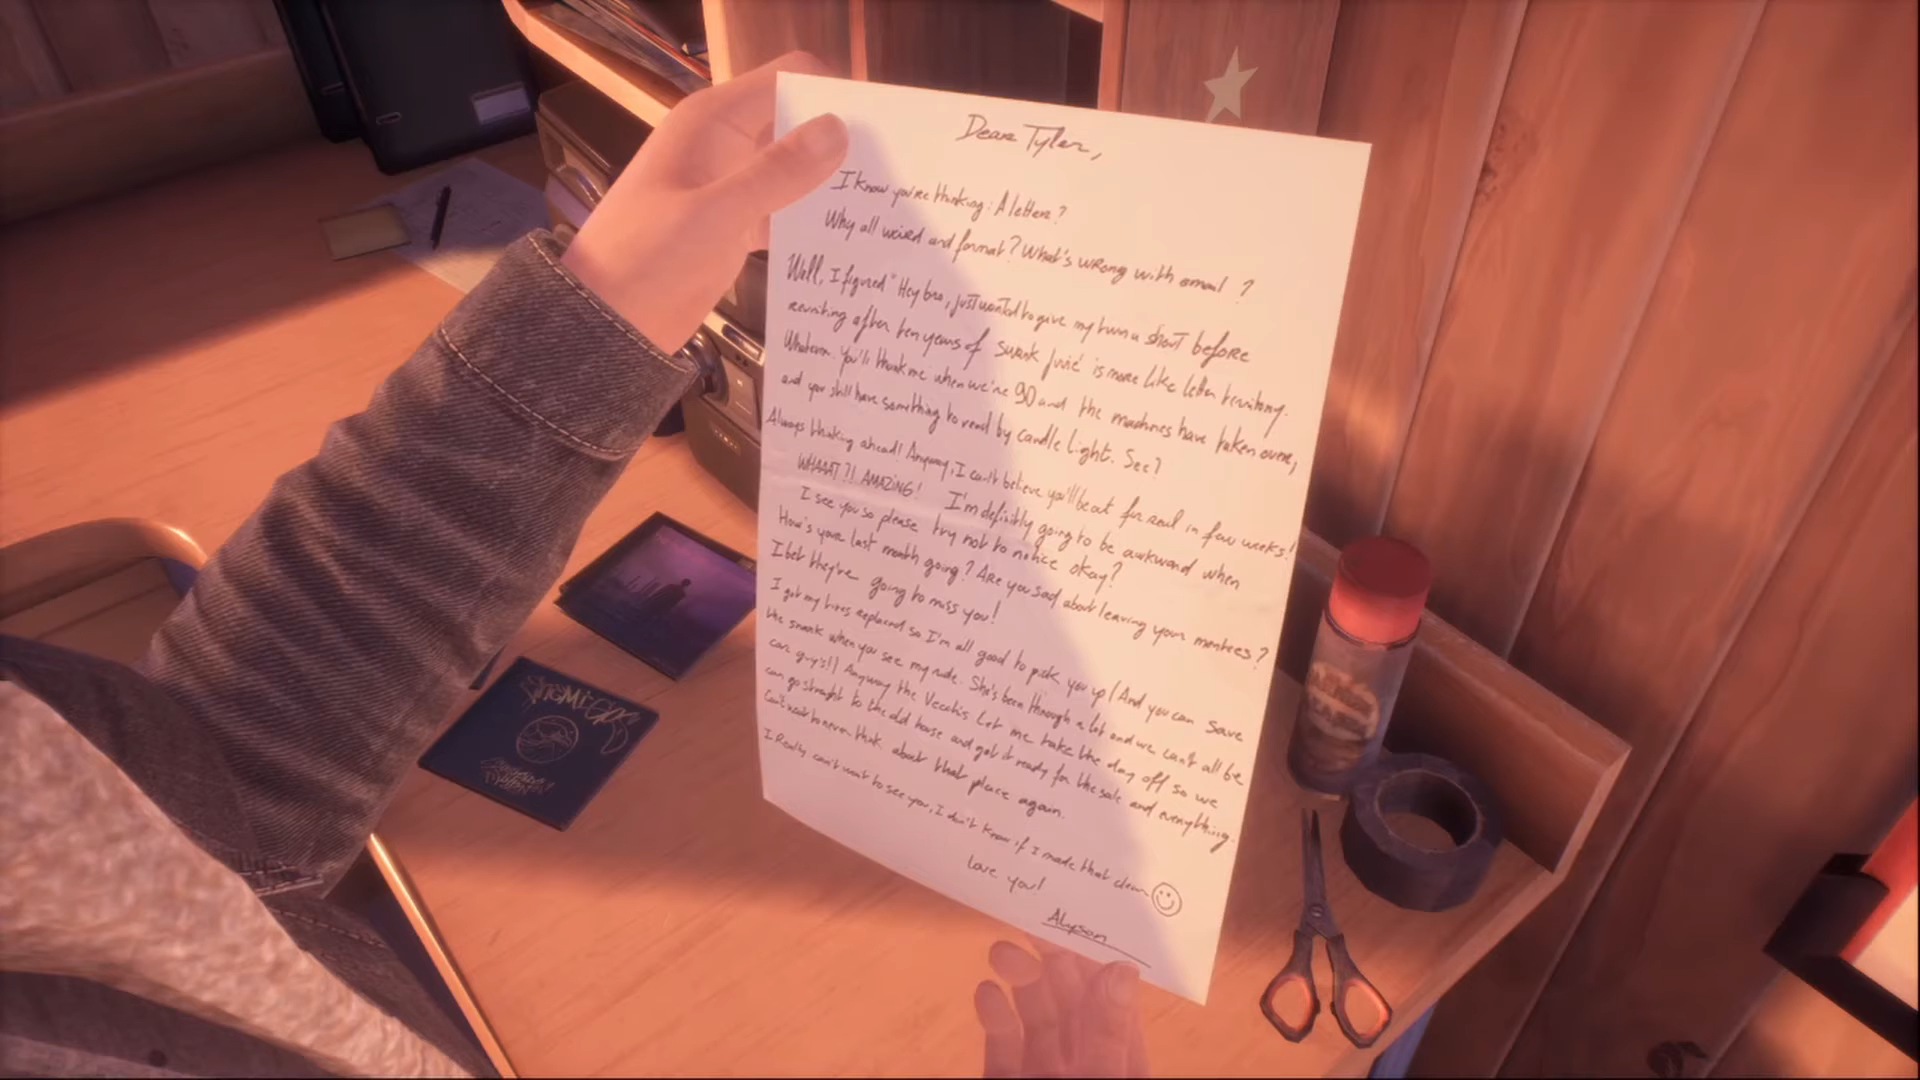 Dear Tyler,
I know you're thinking: A letter?
Why all weird and format? What's wrong with email?
Well, I figured "Hey bro, just wanted to give my twin a shout before
reuniting after ten years of swank juvie' is more like letter territory.
Whatever. You'll thank me when we're 90 and the machines have taken over,
and you still have something to read by candle light. See?
Always thinking ahead! Anyway, I can't believe you'll be out for real in few weeks!
WHAAAT?! AMAZING! I'm definitly going to be awkward when
I see you so please try not to notice okay?
How's your last month going? Are you sad about leaving your mentees?
I bet they're going to miss you!
I got my tires replaced so I'm all good to pick you up! And you can save
the snark when you see my ride. She's been through a lot and we can't all be
car guys!) Anyway the Vecchis let me take the day off so we
can go straight to the old house and get it ready for the sale and everything.
Can't wait to never think about that place again.
I Really can't wait to see you, I don't know if I made that clear
Love you!
Alyson